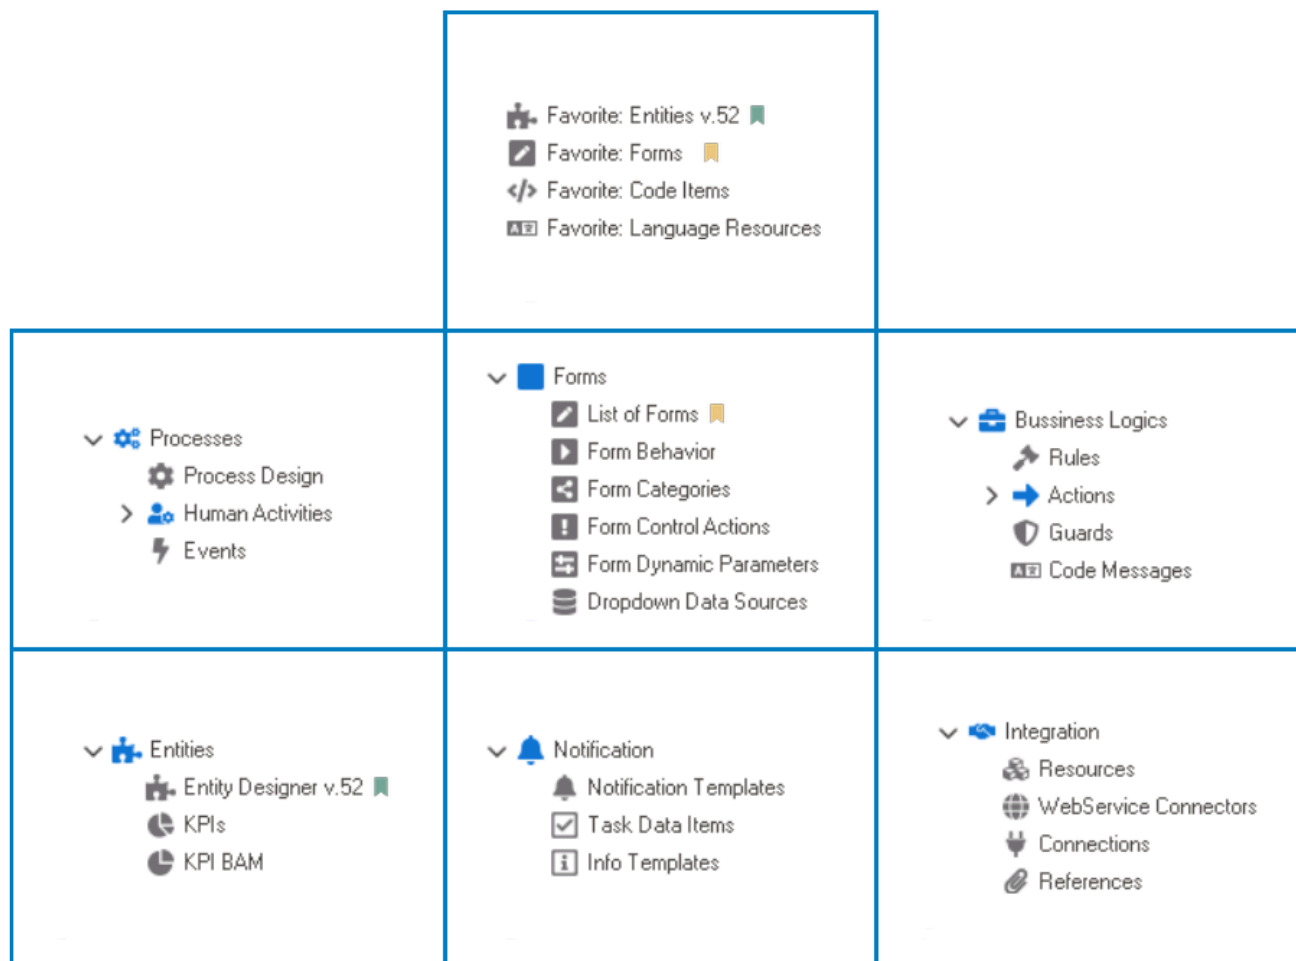 Favorite: Entities v.52
Favorite: Forms
Favorite: Code Items
Favorite: Language Resources
Processes
Process Design
Human Activities
Events
Forms
List of Forms
Form Behavior
Form Categories
Form Control Actions
Form Dynamic Parameters
Dropdown Data Sources
Bussiness Logics
Rules
Actions
Guards
Code Messages
Entities
Entity Designer v.52
KPIs
KPI BAM
Notification
Notification Templates
Task Data Items
Info Templates
Integration
Resources
WebService Connectors
Connections
References